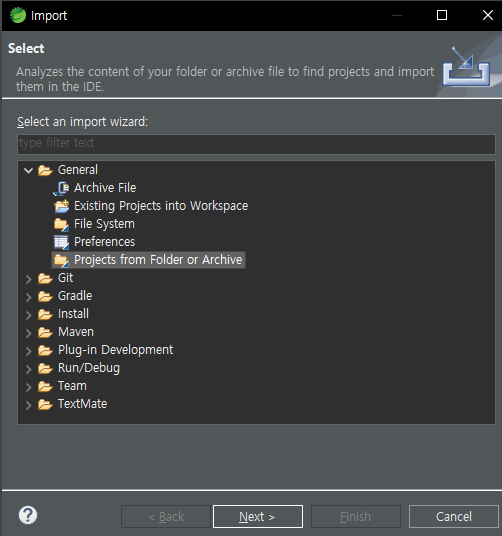 Import
Select
Analyzes the content of your folder or archive file to find projects and import
them in the IDE.
Select an import wizard:
type filter text
General
Archive File
Existing Projects into Workspace
File System
Preferences
Projects from Folder or Archive
Git
Gradle
Install
Maven
Plug-in Development
Run/Debug
Team
TextMate
?
< Back
Next >
Finish
Cancel